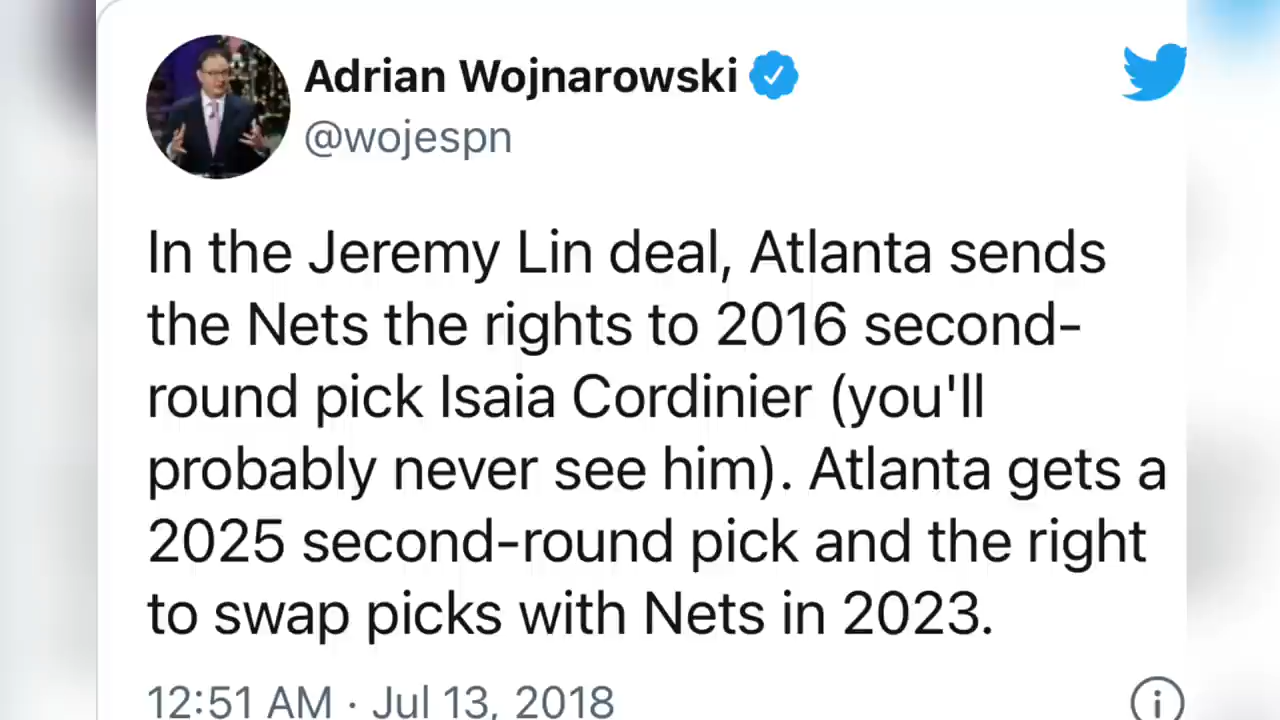 Adrian Wojnarowski
@wojespn
In the Jeremy Lin deal, Atlanta sends
the Nets the rights to 2016 second-
round pick Isaia Cordinier (you'll
probably never see him). Atlanta gets a
2025 second-round pick and the right
to swap picks with Nets in 2023.
12:51 AM · Jul 13, 2018